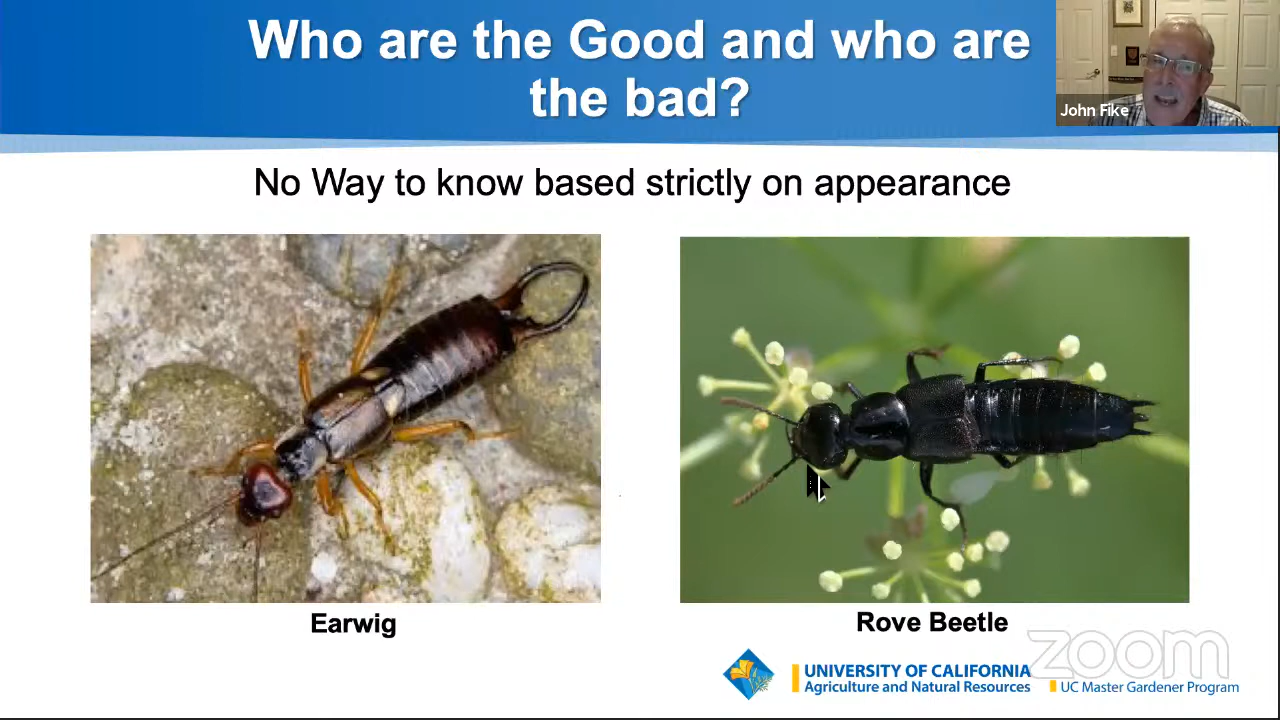 Who are the Good and who are
the bad?
John Fike
No Way to know based strictly on appearance
Earwig
Rove Beetle
zoom
UNIVERSITY OF CALIFORNIA
Agriculture and Natural Resources
UC Master Gardener Program